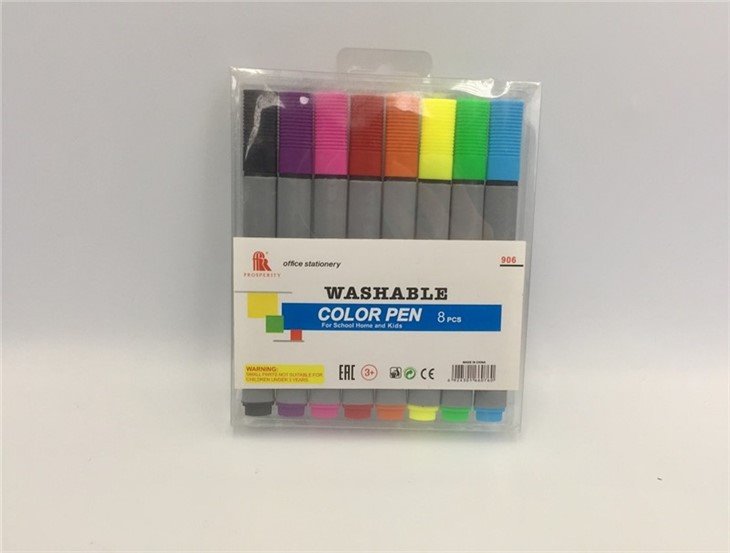 PROSPERITY
office stationery
906
WASHABLE
COLOR PEN 8 PCS
For School Home and Kids
MADE IN CHINA
WARNING:
SMALL PARTS-NOT SUITABLE FOR
CHILDREN UNDER 3 YEARS.
EAC 3+ CE